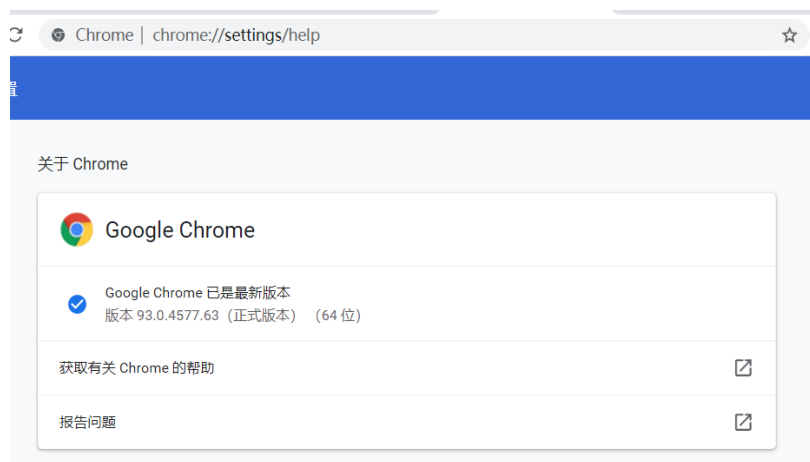 Chrome | chrome://settings/help
置
关于 Chrome
Google Chrome
Google Chrome 已是最新版本
版本 93.0.4577.63（正式版本） （64 位）
获取有关 Chrome 的帮助
报告问题